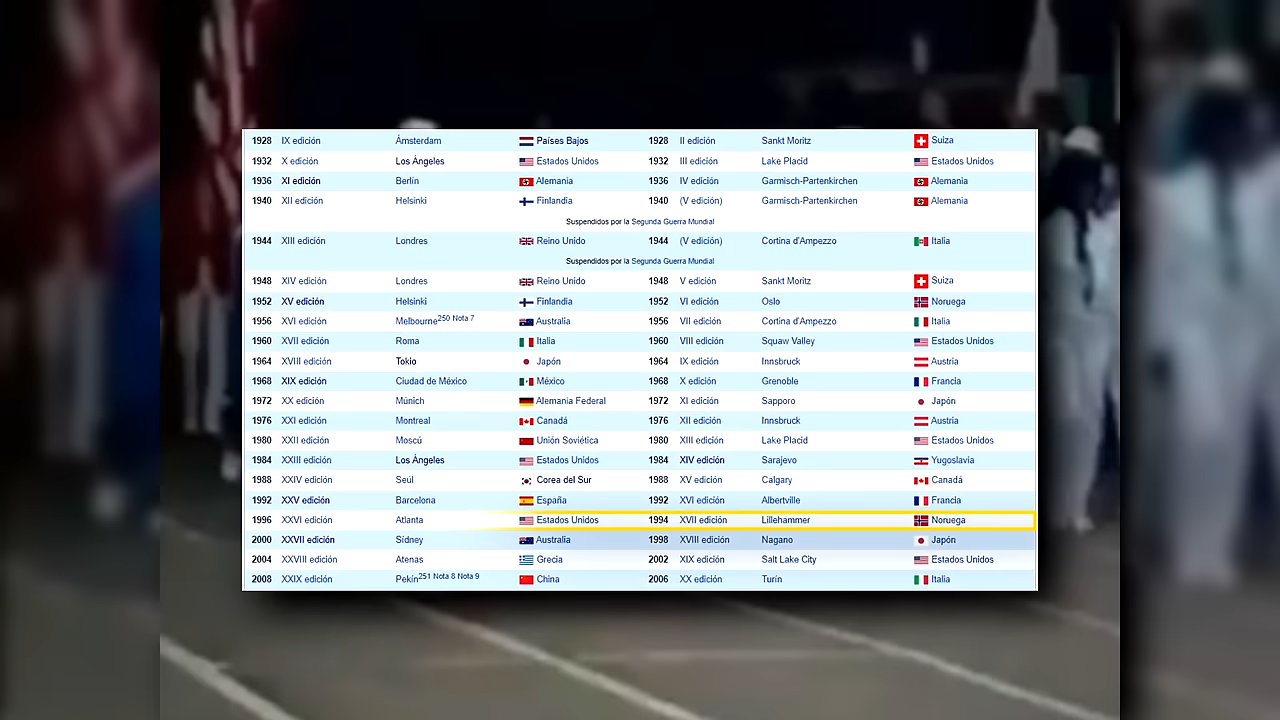 1928 IX edición Ámsterdam Países Bajos 1928 II edición Sankt Moritz Suiza
1932 X edición Los Ángeles Estados Unidos 1932 III edición Lake Placid Estados Unidos
1936 XI edición Berlín Alemania 1936 IV edición Garmisch-Partenkirchen Alemania
1940 XII edición Helsinki Finlandia 1940 (V edición) Garmisch-Partenkirchen Alemania
Suspendidos por la Segunda Guerra Mundial
1944 XIII edición Londres Reino Unido 1944 (V edición) Cortina d'Ampezzo Italia
Suspendidos por la Segunda Guerra Mundial
1948 XIV edición Londres Reino Unido 1948 V edición Sankt Moritz Suiza
1952 XV edición Helsinki Finlandia 1952 VI edición Oslo Noruega
1956 XVI edición Melbourne250 Nota 7 Australia 1956 VII edición Cortina d'Ampezzo Italia
1960 XVII edición Roma Italia 1960 VIII edición Squaw Valley Estados Unidos
1964 XVIII edición Tokio Japón 1964 IX edición Innsbruck Austria
1968 XIX edición Ciudad de México México 1968 X edición Grenoble Francia
1972 XX edición Múnich Alemania Federal 1972 XI edición Sapporo Japón
1976 XXI edición Montreal Canadá 1976 XII edición Innsbruck Austria
1980 XXII edición Moscú Unión Soviética 1980 XIII edición Lake Placid Estados Unidos
1984 XXIII edición Los Ángeles Estados Unidos 1984 XIV edición Sarajevo Yugoslavia
1988 XXIV edición Seúl Corea del Sur 1988 XV edición Calgary Canadá
1992 XXV edición Barcelona España 1992 XVI edición Albertville Francia
1996 XXVI edición Atlanta Estados Unidos 1994 XVII edición Lillehammer Noruega
2000 XXVII edición Sídney Australia 1998 XVIII edición Nagano Japón
2004 XXVIII edición Atenas Grecia 2002 XIX edición Salt Lake City Estados Unidos
2008 XXIX edición Pekín251 Nota 8 Nota 9 China 2006 XX edición Turín Italia